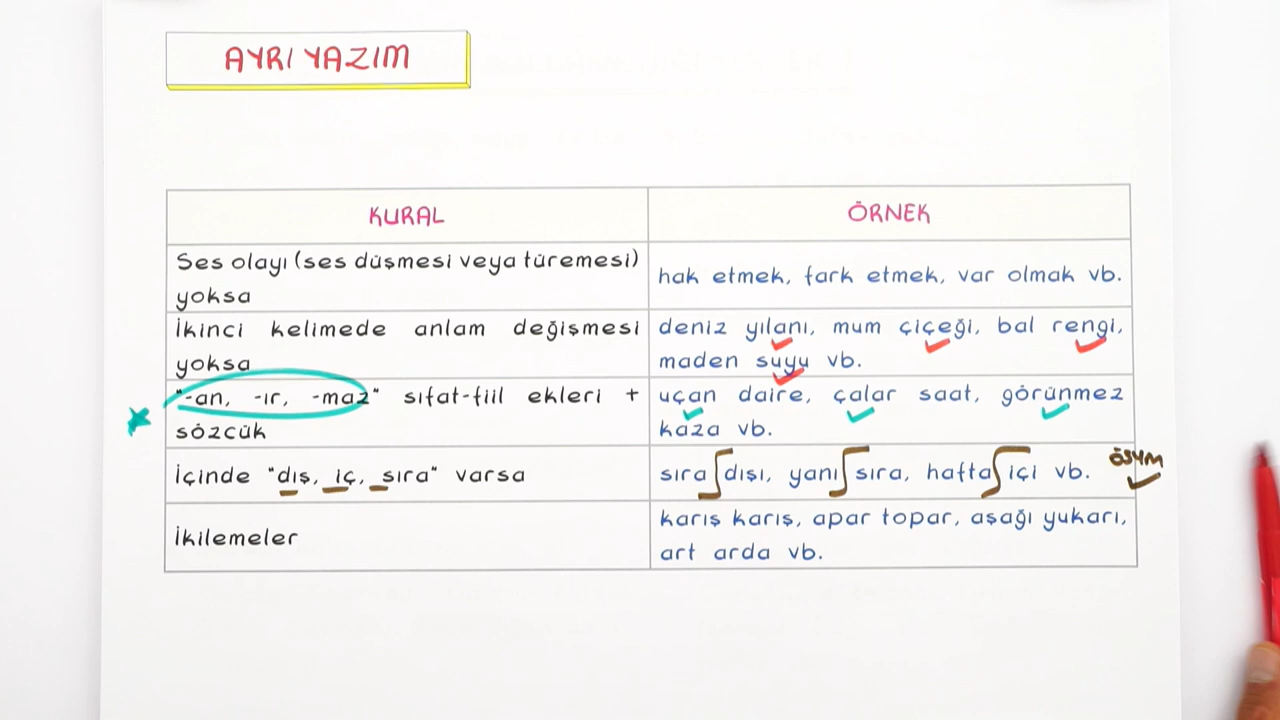 AYRI YAZIM
KURAL
ÖRNEK
Ses olayı (ses düşmesi veya türemesi)
yoksa
hak etmek, fark etmek, var olmak vb.
İkinci kelimede anlam değişmesi
yoksa
deniz yılanı, mum çiçeği, bal rengi,
maden suyu vb.
"-an, -ır, -maz" sıfat-fiil ekleri +
sözcük
uçan daire, çalar saat, görünmez
kaza vb.
İçinde "dış, iç, sıra" varsa
sıra dışı, yanı sıra, hafta içi vb.
ÖSYM
İkilemeler
karış karış, apar topar, aşağı yukarı,
art arda vb.